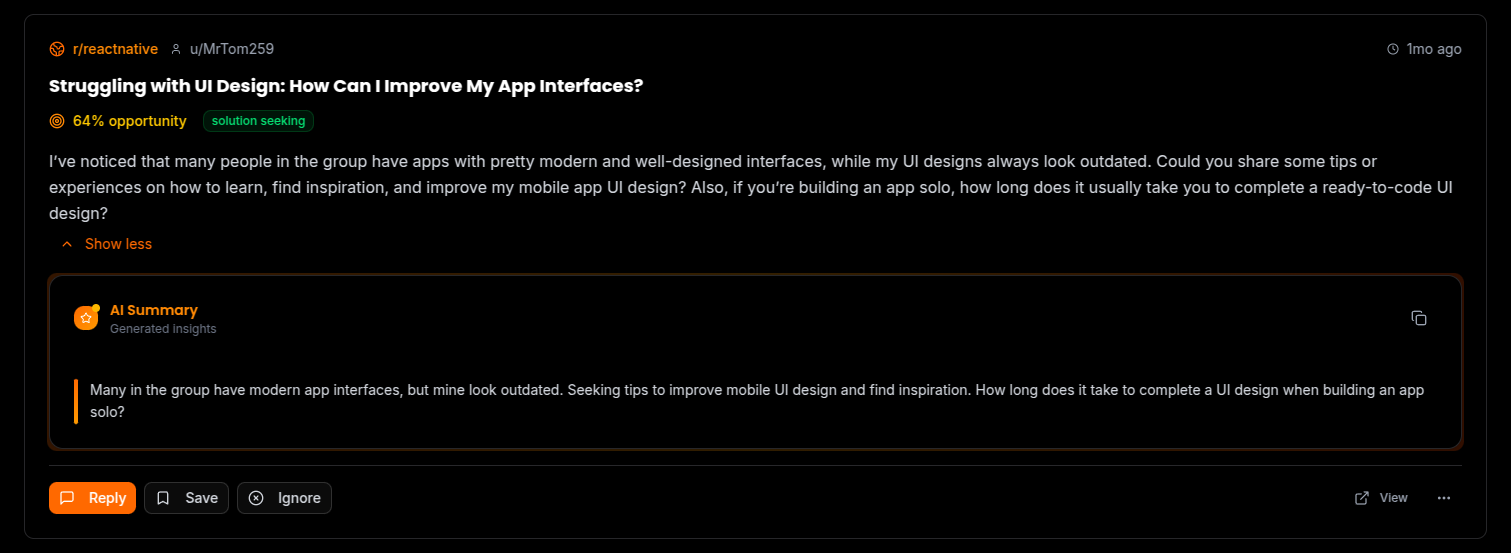 r/reactnative u/MrTom259 1mo ago
Struggling with UI Design: How Can I Improve My App Interfaces?
64% opportunity solution seeking
I’ve noticed that many people in the group have apps with pretty modern and well-designed interfaces, while my UI designs always look outdated. Could you share some tips or
experiences on how to learn, find inspiration, and improve my mobile app UI design? Also, if you’re building an app solo, how long does it usually take you to complete a ready-to-code UI
design?
Show less
AI Summary
Generated insights
Many in the group have modern app interfaces, but mine look outdated. Seeking tips to improve mobile UI design and find inspiration. How long does it take to complete a UI design when building an app
solo?
Reply Save Ignore View